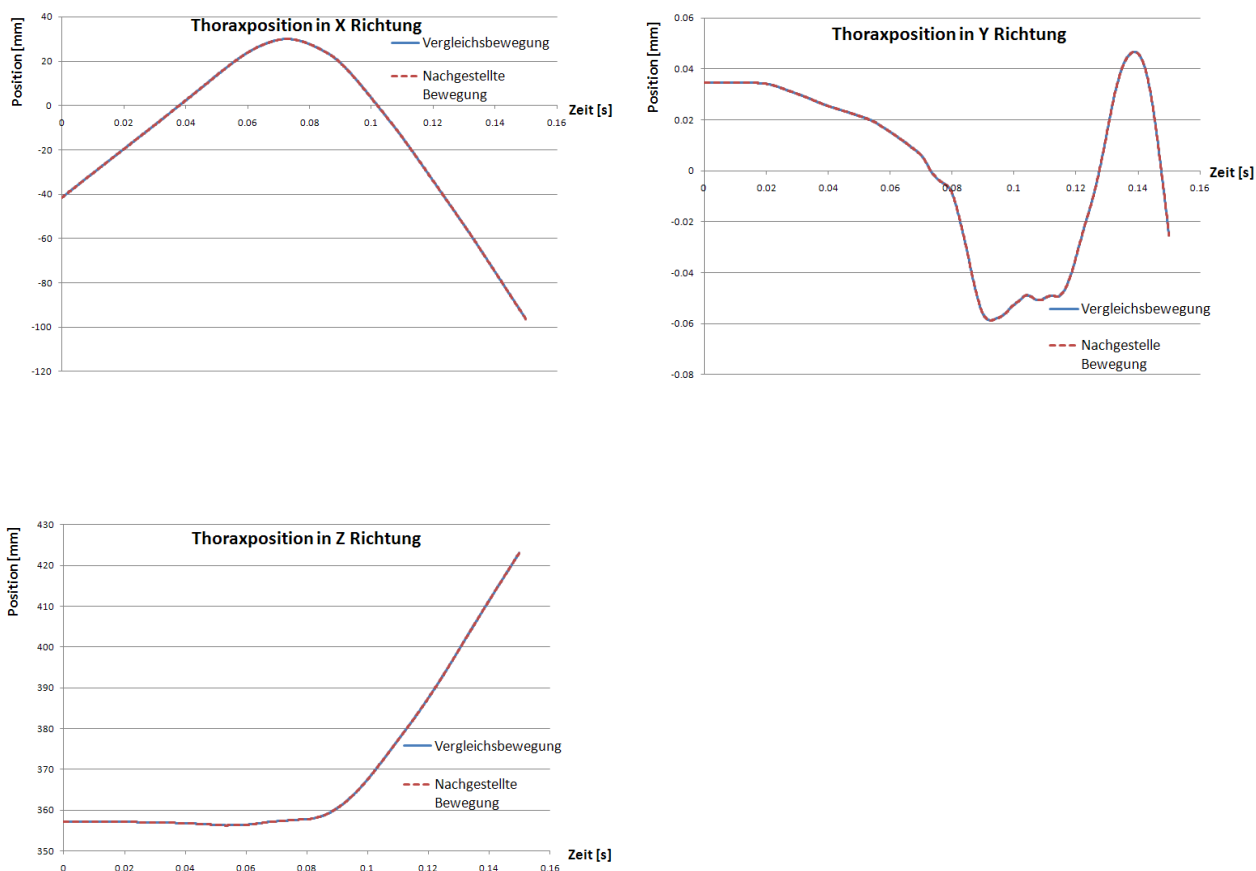 Thoraxposition in X Richtung
Position [mm]
40
20
0
-20
-40
-60
-80
-100
-120
0 0.02 0.04 0.06 0.08 0.1 0.12 0.14 0.16
Zeit [s]
Vergleichsbewegung
Nachgestellte
Bewegung
Thoraxposition in Y Richtung
Position [mm]
0.06
0.04
0.02
0
-0.02
-0.04
-0.06
-0.08
0 0.02 0.04 0.06 0.08 0.1 0.12 0.14 0.16
Zeit [s]
Vergleichsbewegung
Nachgestelle
Bewegung
Thoraxposition in Z Richtung
Position [mm]
430
420
410
400
390
380
370
360
350
Vergleichsbewegung
Nachgestellte
Bewegung
Zeit [s]
0 0.02 0.04 0.06 0.08 0.1 0.12 0.14 0.16